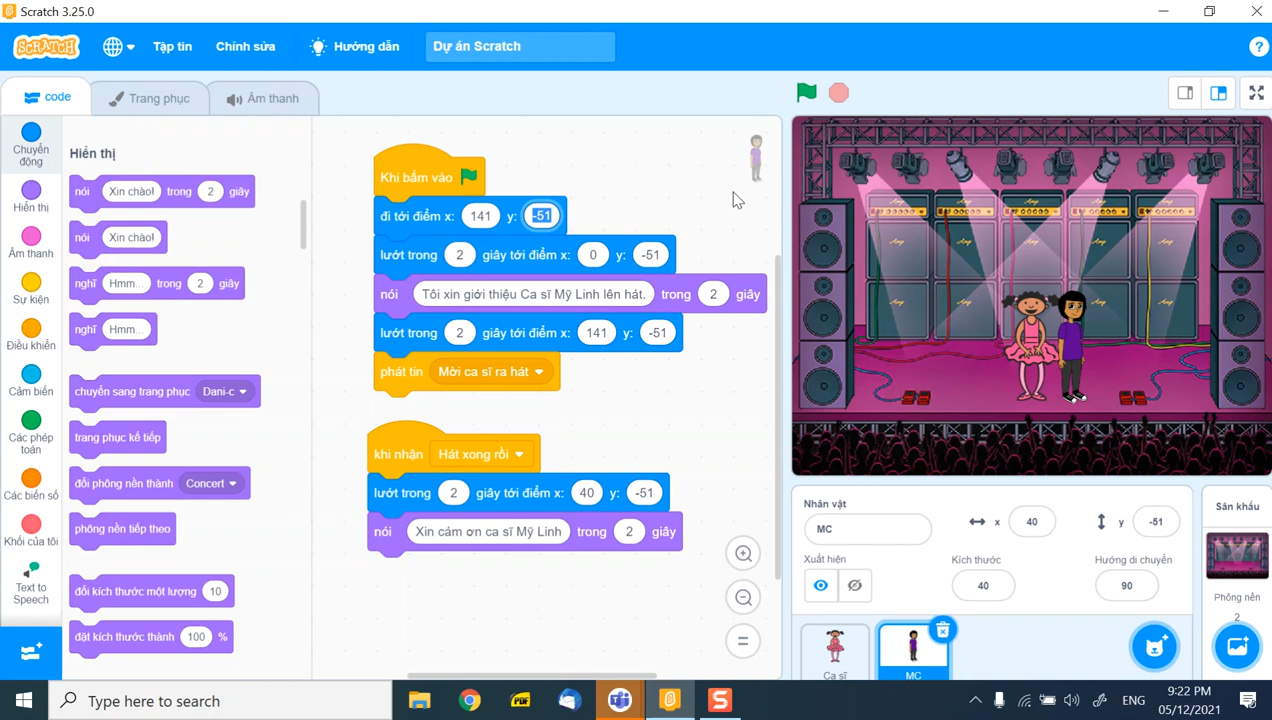 Scratch 3.25.0
SCRATCH
Tập tin
Chỉnh sửa
Hướng dẫn
Dự án Scratch
?
code
Trang phục
Âm thanh
Chuyển động
Hiển thị
Âm thanh
Sự kiện
Điều khiển
Cảm biến
Các phép toán
Các biến số
Khối của tôi
Text to Speech
Hiển thị
nói Xin chào! trong 2 giây
nói Xin chào!
nghĩ Hmm... trong 2 giây
nghĩ Hmm...
chuyển sang trang phục Dani-c
trang phục kế tiếp
đổi phông nền thành Concert
phông nền tiếp theo
đổi kích thước một lượng 10
đặt kích thước thành 100 %
Khi bấm vào
đi tới điểm x: 141 y: -51
lướt trong 2 giây tới điểm x: 0 y: -51
nói Tôi xin giới thiệu Ca sĩ Mỹ Linh lên hát. trong 2 giây
lướt trong 2 giây tới điểm x: 141 y: -51
phát tin Mời ca sĩ ra hát
khi nhận Hát xong rồi
lướt trong 2 giây tới điểm x: 40 y: -51
nói Xin cám ơn ca sĩ Mỹ Linh trong 2 giây
Nhân vật
MC
x 40
y -51
Xuất hiện
Kích thước
40
Hướng di chuyển
90
Ca sĩ
MC
Sân khấu
Phông nền
2
Type here to search
ENG
9:22 PM
05/12/2021